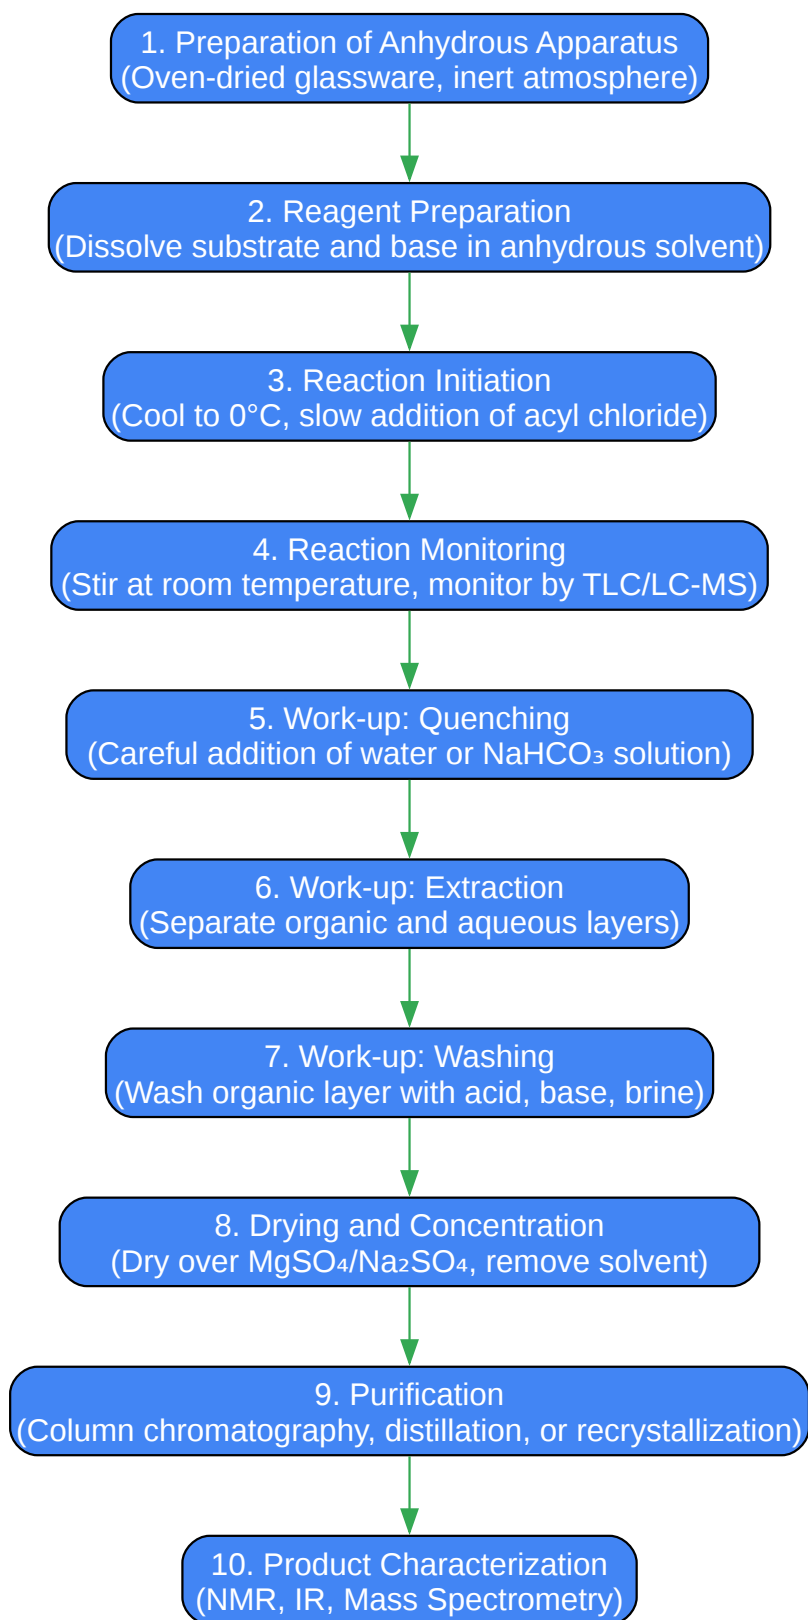 1. Preparation of Anhydrous Apparatus
(Oven-dried glassware, inert atmosphere)
2. Reagent Preparation
(Dissolve substrate and base in anhydrous solvent)
3. Reaction Initiation
(Cool to 0°C, slow addition of acyl chloride)
4. Reaction Monitoring
(Stir at room temperature, monitor by TLC/LC-MS)
5. Work-up: Quenching
(Careful addition of water or NaHCO₃ solution)
6. Work-up: Extraction
(Separate organic and aqueous layers)
7. Work-up: Washing
(Wash organic layer with acid, base, brine)
8. Drying and Concentration
(Dry over MgSO₄/Na₂SO₄, remove solvent)
9. Purification
(Column chromatography, distillation, or recrystallization)
10. Product Characterization
(NMR, IR, Mass Spectrometry)